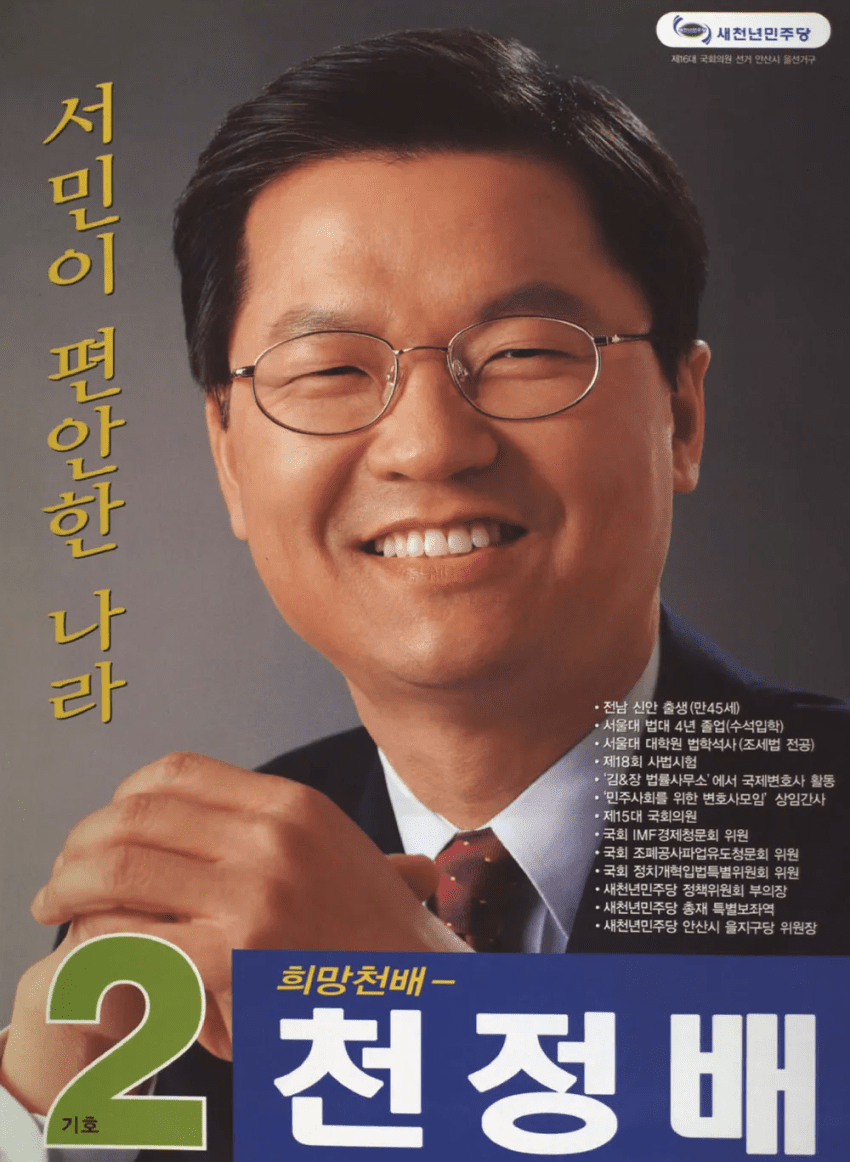 새천년민주당
제16대 국회의원 선거 안산시 을선거구
서민이 편안한 나라
• 전남 신안 출생(만45세)
• 서울대 법대 4년 졸업(수석입학)
• 서울대 대학원 법학석사(조세법 전공)
• 제18회 사법시험
• '김&장 법률사무소'에서 국제변호사 활동
• '민주사회를 위한 변호사모임' 상임간사
• 제15대 국회의원
• 국회 IMF경제청문회 위원
• 국회 조폐공사파업유도청문회 위원
• 국회 정치개혁입법특별위원회 위원
• 새천년민주당 정책위원회 부의장
• 새천년민주당 총재 특별보좌역
• 새천년민주당 안산시 을지구당 위원장
희망천배–
2
기호
천정배